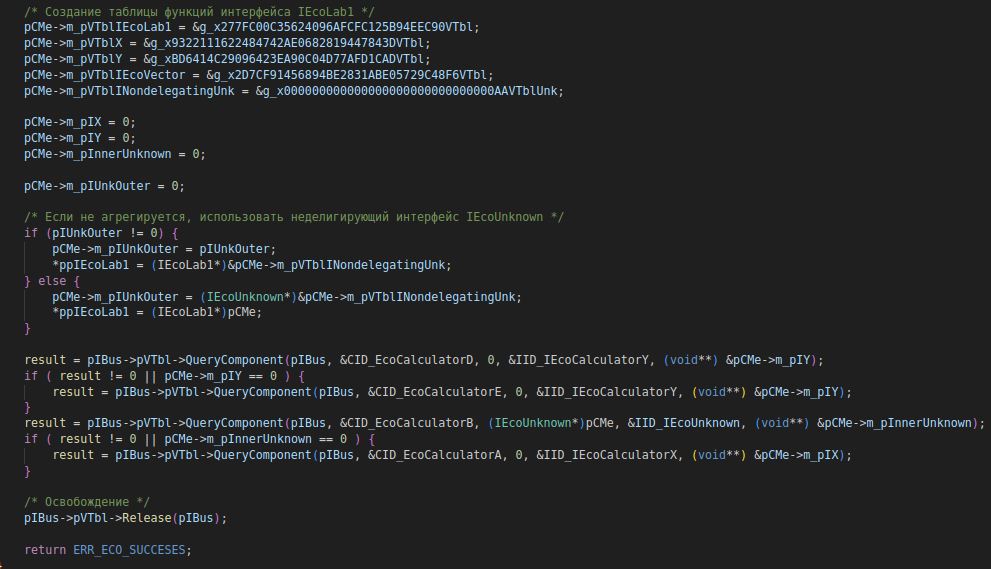 /* Создание таблицы функций интерфейса IEcoLab1 */
pCMe->m_pVTblIEcoLab1 = &g_x277FC00C35624096AFCFC125B94EEC90VTbl;
pCMe->m_pVTblX = &g_x9322111622484742AE0682819447843DVTbl;
pCMe->m_pVTblY = &g_xBD6414C29096423EA90C04D77AFD1CADVTbl;
pCMe->m_pVTblIEcoVector = &g_x2D7CF91456894BE2831ABE05729C48F6VTbl;
pCMe->m_pVTblINondelegatingUnk = &g_x000000000000000000000000000000AAVTblUnk;
pCMe->m_pIX = 0;
pCMe->m_pIY = 0;
pCMe->m_pInnerUnknown = 0;
pCMe->m_pIUnkOuter = 0;
/* Если не агрегируется, использовать неделигирующий интерфейс IEcoUnknown */
if (pIUnkOuter != 0) {
    pCMe->m_pIUnkOuter = pIUnkOuter;
    *ppIEcoLab1 = (IEcoLab1*)&pCMe->m_pVTblINondelegatingUnk;
} else {
    pCMe->m_pIUnkOuter = (IEcoUnknown*)&pCMe->m_pVTblINondelegatingUnk;
    *ppIEcoLab1 = (IEcoLab1*)pCMe;
}
result = pIBus->pVTbl->QueryComponent(pIBus, &CID_EcoCalculatorD, 0, &IID_IEcoCalculatorY, (void**) &pCMe->m_pIY);
if ( result != 0 || pCMe->m_pIY == 0 ) {
    result = pIBus->pVTbl->QueryComponent(pIBus, &CID_EcoCalculatorE, 0, &IID_IEcoCalculatorY, (void**) &pCMe->m_pIY);
}
result = pIBus->pVTbl->QueryComponent(pIBus, &CID_EcoCalculatorB, (IEcoUnknown*)pCMe, &IID_IEcoUnknown, (void**) &pCMe->m_pInnerUnknown);
if ( result != 0 || pCMe->m_pInnerUnknown == 0 ) {
    result = pIBus->pVTbl->QueryComponent(pIBus, &CID_EcoCalculatorA, 0, &IID_IEcoCalculatorX, (void**) &pCMe->m_pIX);
}
/* Освобождение */
pIBus->pVTbl->Release(pIBus);
return ERR_ECO_SUCCESES;